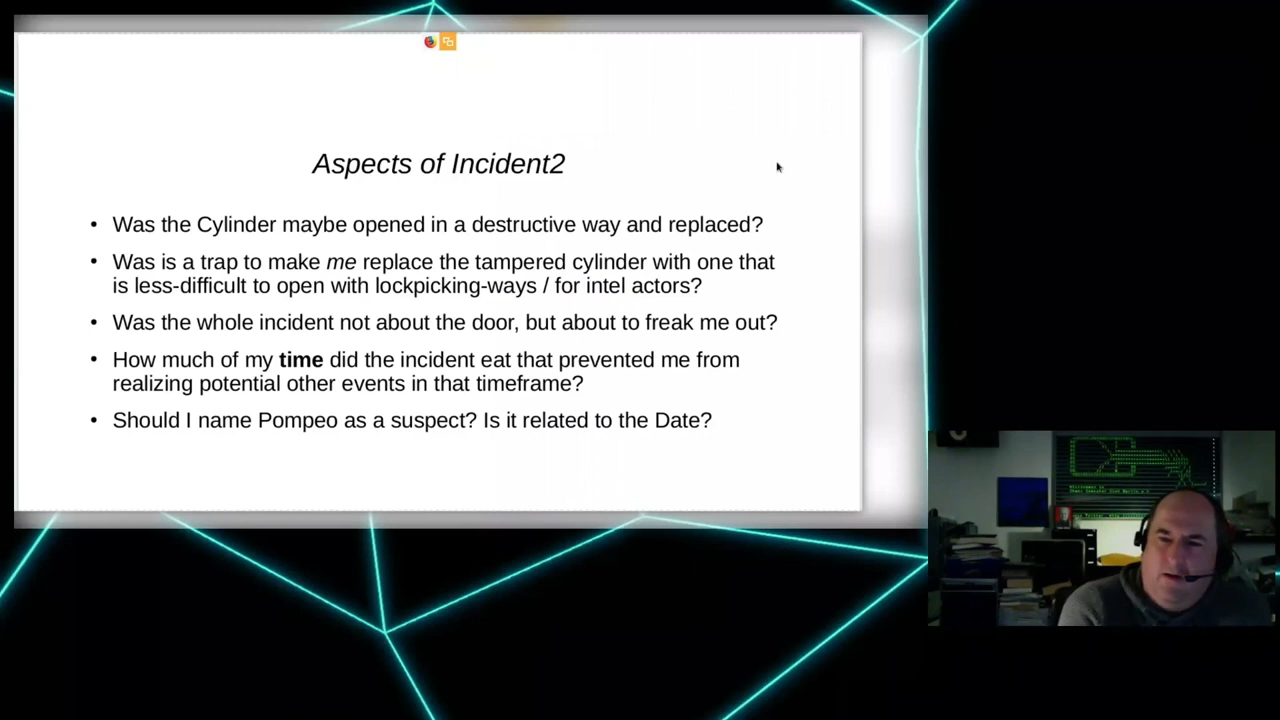 Aspects of Incident2
• Was the Cylinder maybe opened in a destructive way and replaced?
• Was is a trap to make me replace the tampered cylinder with one that
is less-difficult to open with lockpicking-ways / for intel actors?
• Was the whole incident not about the door, but about to freak me out?
• How much of my time did the incident eat that prevented me from
realizing potential other events in that timeframe?
• Should I name Pompeo as a suspect? Is it related to the Date?